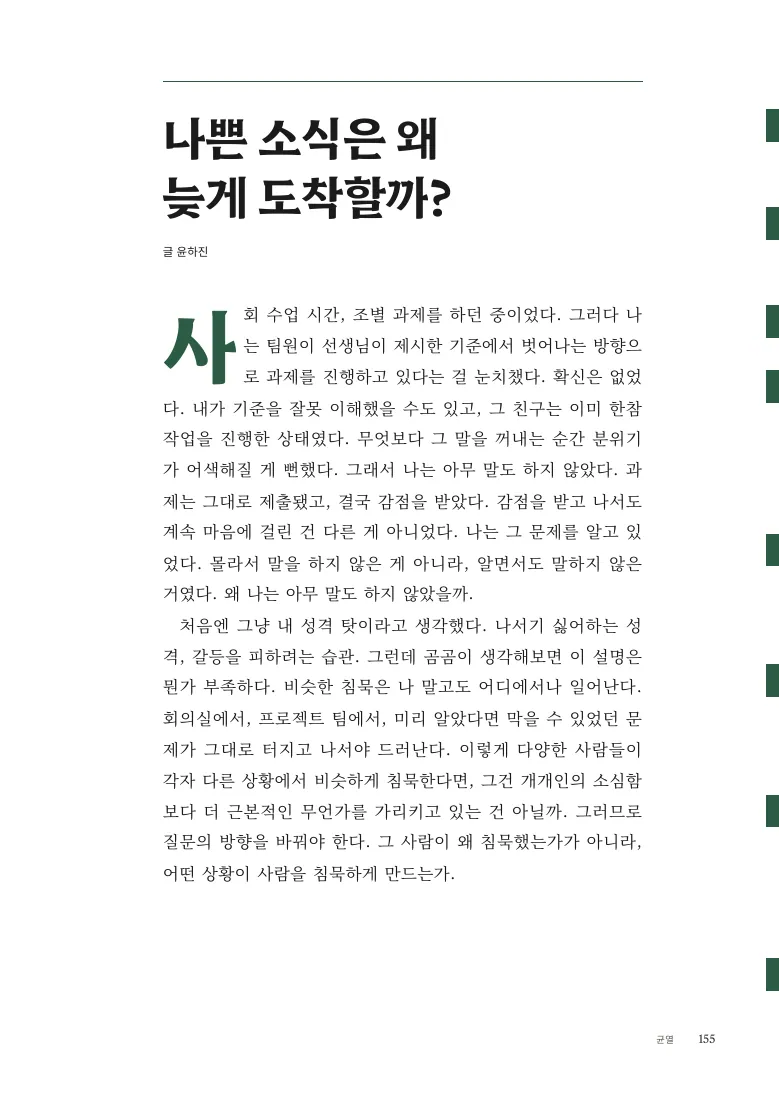 나쁜 소식은 왜
늦게 도착할까?
글 윤하진
사회 수업 시간, 조별 과제를 하던 중이었다. 그러다 나
는 팀원이 선생님이 제시한 기준에서 벗어나는 방향으
로 과제를 진행하고 있다는 걸 눈치챘다. 확신은 없었
다. 내가 기준을 잘못 이해했을 수도 있고, 그 친구는 이미 한참
작업을 진행한 상태였다. 무엇보다 그 말을 꺼내는 순간 분위기
가 어색해질 게 뻔했다. 그래서 나는 아무 말도 하지 않았다. 과
제는 그대로 제출됐고, 결국 감점을 받았다. 감점을 받고 나서도
계속 마음에 걸린 건 다른 게 아니었다. 나는 그 문제를 알고 있
었다. 몰라서 말을 하지 않은 게 아니라, 알면서도 말하지 않은
거였다. 왜 나는 아무 말도 하지 않았을까.
처음엔 그냥 내 성격 탓이라고 생각했다. 나서기 싫어하는 성
격, 갈등을 피하려는 습관. 그런데 곰곰이 생각해보면 이 설명은
뭔가 부족하다. 비슷한 침묵은 나 말고도 어디에서나 일어난다.
회의실에서, 프로젝트 팀에서, 미리 알았다면 막을 수 있었던 문
제가 그대로 터지고 나서야 드러난다. 이렇게 다양한 사람들이
각자 다른 상황에서 비슷하게 침묵한다면, 그건 개개인의 소심함
보다 더 근본적인 무언가를 가리키고 있는 건 아닐까. 그러므로
질문의 방향을 바꿔야 한다. 그 사람이 왜 침묵했는가가 아니라,
어떤 상황이 사람을 침묵하게 만드는가.
균열 155